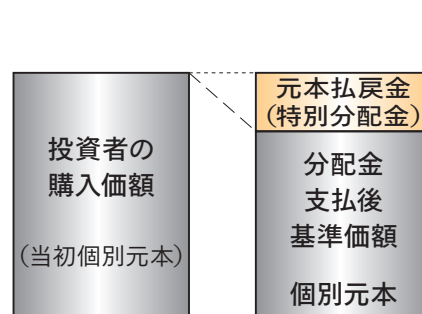 投資者の
購入価額
(当初個別元本)
元本払戻金
(特別分配金)
分配金
支払後
基準価額
個別元本